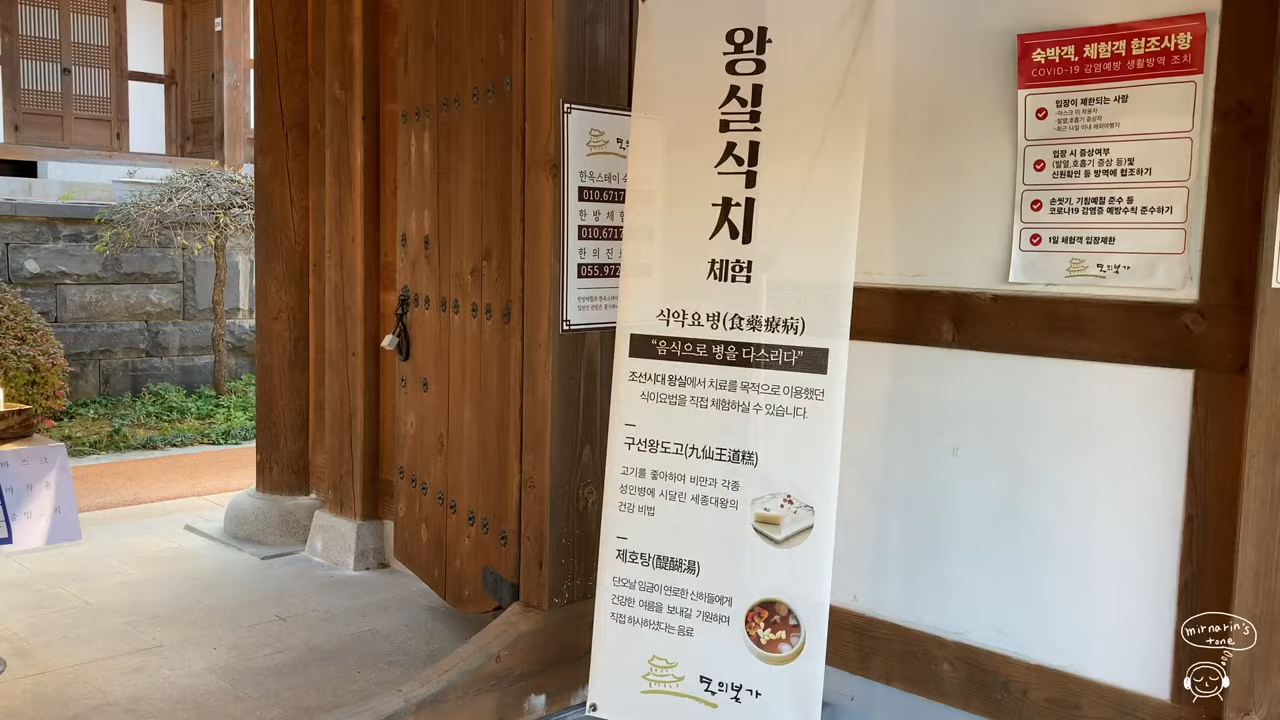 마스크
미착용
한옥스테이
010.6717
한방체험
010.6717
한의진료
055.972
왕실식치
체험
식약요병(食藥療病)
“음식으로 병을 다스리다”
조선시대 왕실에서 치료를 목적으로 이용했던
식이요법을 직접 체험하실 수 있습니다.
구선왕도고(九仙王道糕)
고기를 좋아하여 비만과 각종
성인병에 시달린 세종대왕의
건강 비법
제호탕(醍醐湯)
단오날 임금이 연로한 신하들에게
건강한 여름을 보내길 기원하며
직접 하사하셨다는 음료
동의본가
숙박객, 체험객 협조사항
COVID-19 감염예방 생활방역 조치
입장이 제한되는 사람
-마스크 미 착용자
-발열,호흡기 증상자
-최근 14일 이내 해외여행자
입장 시 증상여부
(발열,호흡기 증상 등)및
신원확인 등 방역에 협조하기
손씻기, 기침예절 준수 등
코로나19 감염증 예방수칙 준수하기
1일 체험객 입장제한
동의본가
mirnarin's
tone